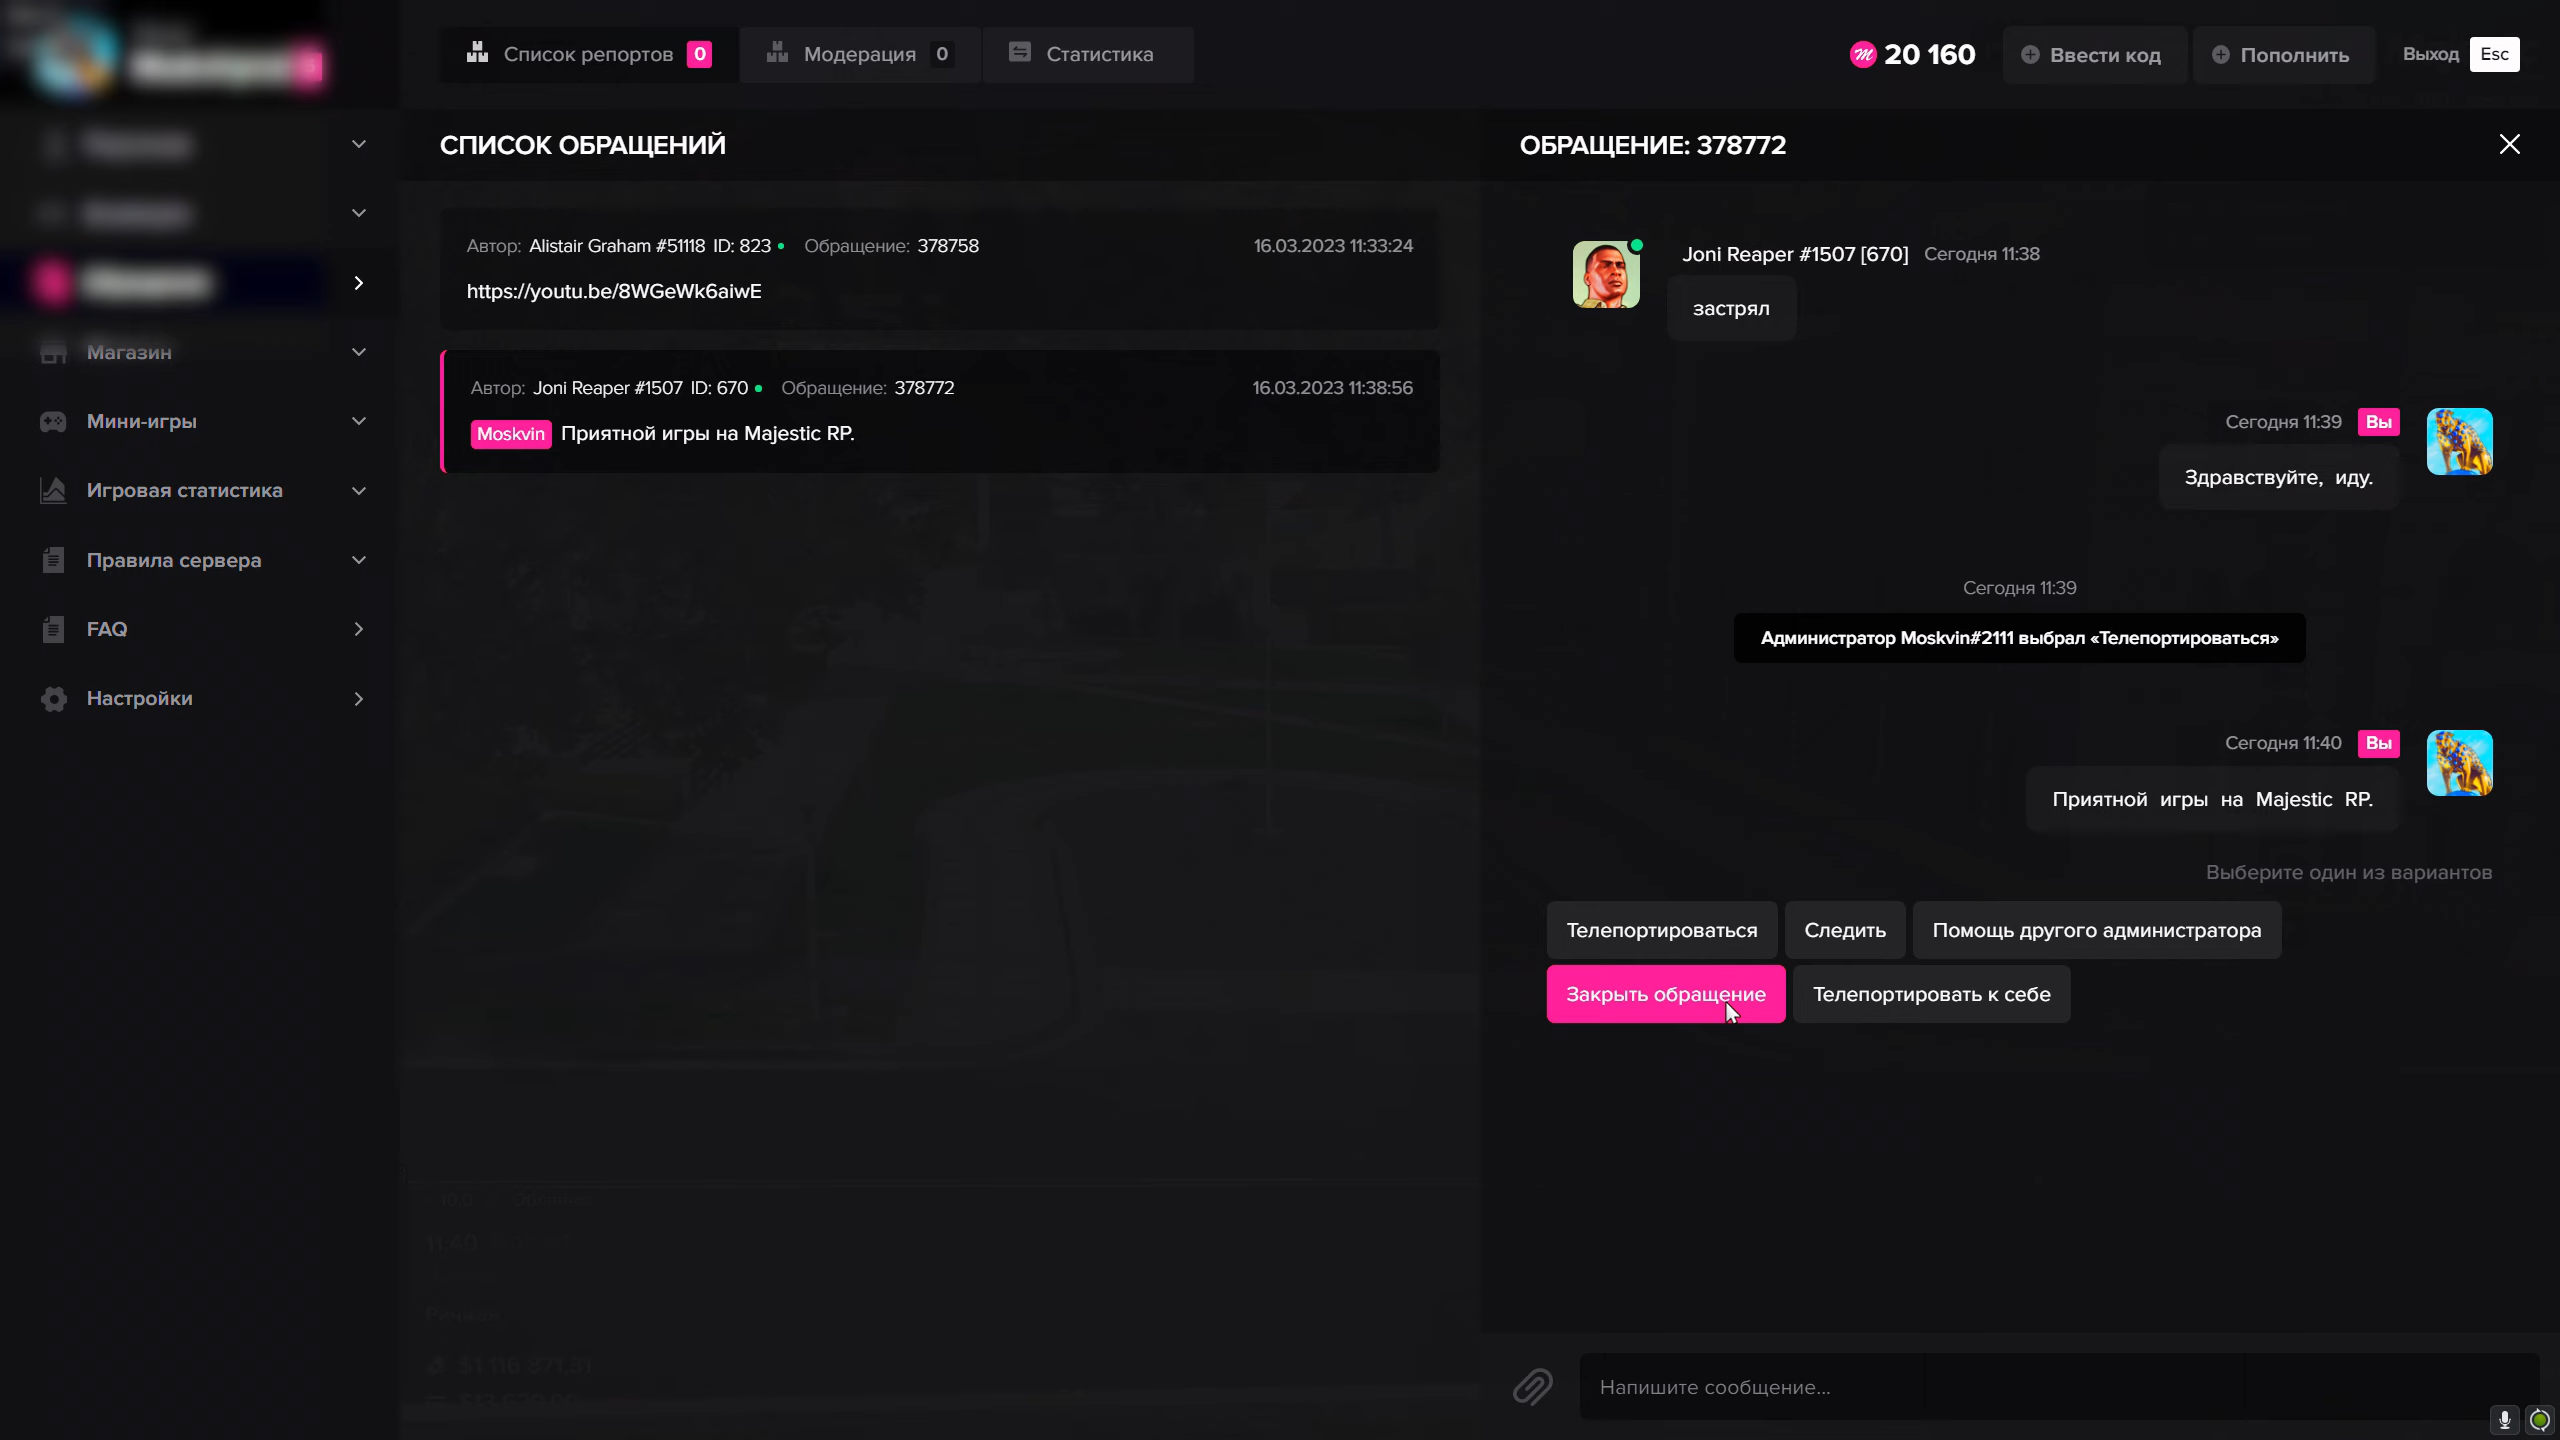 Список репортов 0
Модерация 0
Статистика
20 160
Ввести код
Пополнить
Выход Esc
Магазин
Мини-игры
Игровая статистика
Правила сервера
FAQ
Настройки
СПИСОК ОБРАЩЕНИЙ
Автор: Alistair Graham #51118 ID: 823 Обращение: 378758 16.03.2023 11:33:24
https://youtu.be/8WGeWk6aiwE
Автор: Joni Reaper #1507 ID: 670 Обращение: 378772 16.03.2023 11:38:56
Moskvin Приятной игры на Majestic RP.
11:40
ОБРАЩЕНИЕ: 378772
Joni Reaper #1507 [670] Сегодня 11:38
застрял
Сегодня 11:39 Вы
Здравствуйте, иду.
Сегодня 11:39
Администратор Moskvin#2111 выбрал «Телепортироваться»
Сегодня 11:40 Вы
Приятной игры на Majestic RP.
Выберите один из вариантов
Телепортироваться Следить Помощь другого администратора
Закрыть обращение Телепортировать к себе
Напишите сообщение...